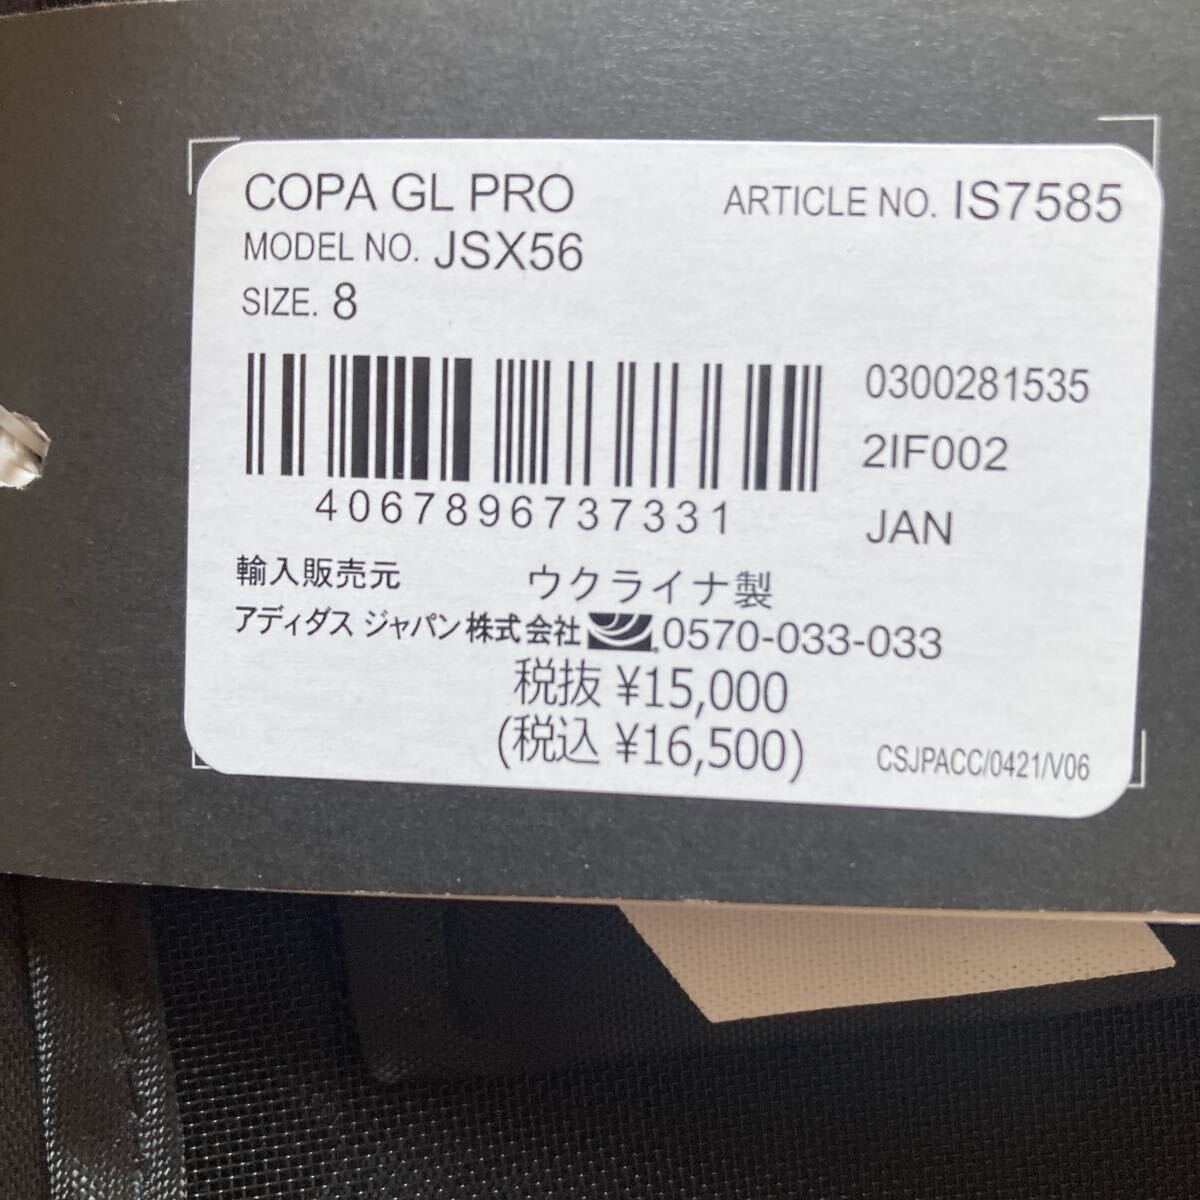 COPA GL PRO
ARTICLE NO. IS7585
MODEL NO. JSX56
SIZE. 8
0300281535
2IF002
JAN
4067896737331
輸入販売元
ウクライナ製
アディダス ジャパン株式会社 0570-033-033
税抜 ¥15,000
(税込 ¥16,500)
CSJPACC/0421/V06